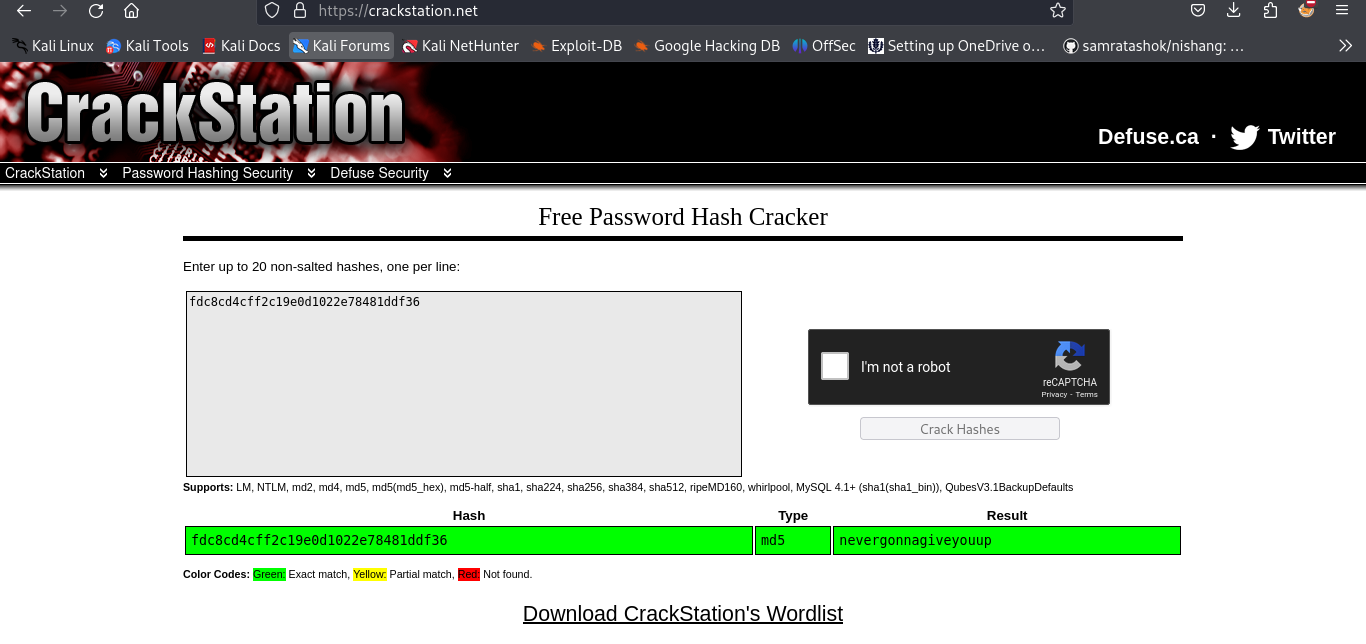 https://crackstation.net
Kali Linux Kali Tools Kali Docs Kali Forums Kali NetHunter Exploit-DB Google Hacking DB OffSec Setting up OneDrive o… samratashok/nishang: …
CrackStation
Defuse.ca · Twitter
CrackStation Password Hashing Security Defuse Security
Free Password Hash Cracker
Enter up to 20 non-salted hashes, one per line:
fdc8cd4cff2c19e0d1022e78481ddf36
I'm not a robot
reCAPTCHA
Privacy - Terms
Crack Hashes
Supports: LM, NTLM, md2, md4, md5, md5(md5_hex), md5-half, sha1, sha224, sha256, sha384, sha512, ripeMD160, whirlpool, MySQL 4.1+ (sha1(sha1_bin)), QubesV3.1BackupDefaults
Hash Type Result
fdc8cd4cff2c19e0d1022e78481ddf36 md5 nevergonnagiveyouup
Color Codes: Green: Exact match, Yellow: Partial match, Red: Not found.
Download CrackStation's Wordlist